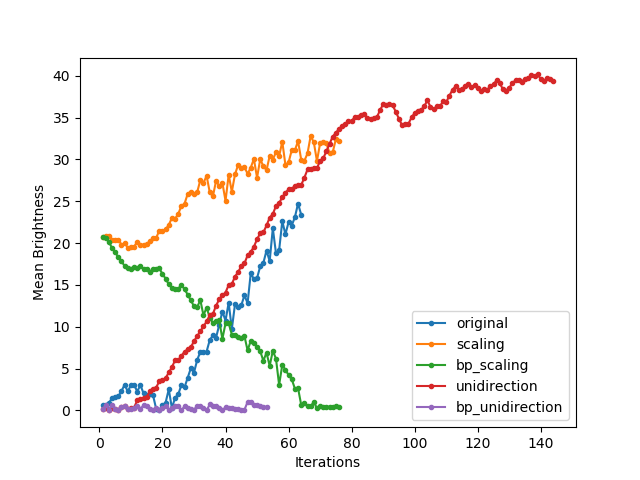 40
35
30
25
20
15
10
5
0
Mean Brightness
0 20 40 60 80 100 120 140
Iterations
original
scaling
bp_scaling
unidirection
bp_unidirection